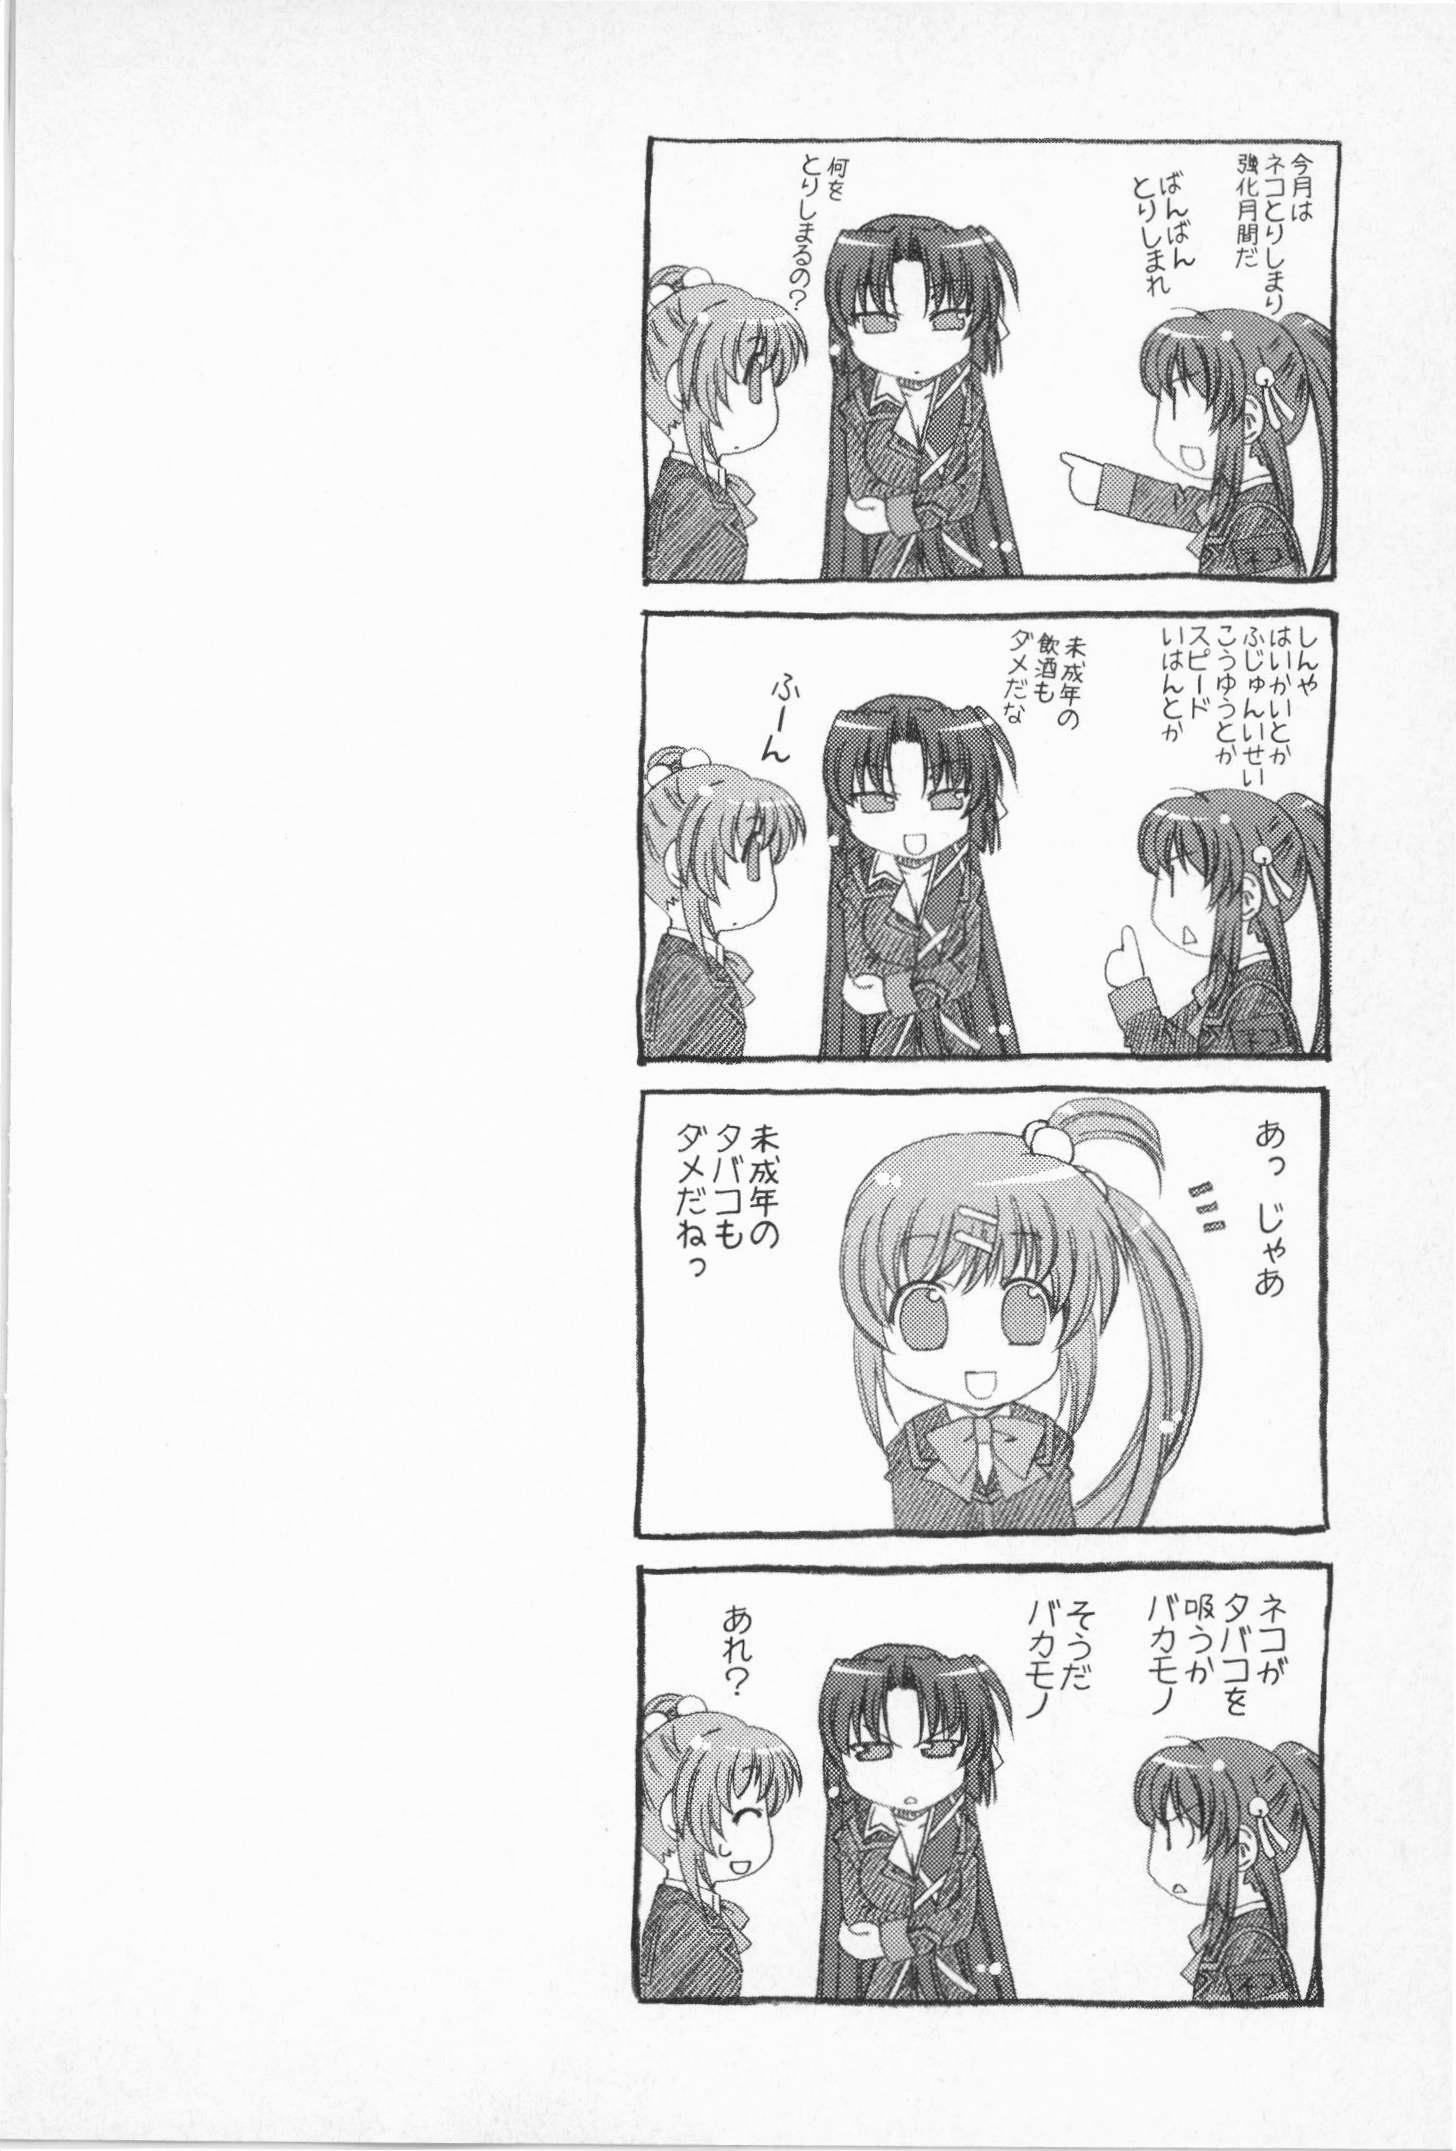 今月は
ネコとりしまり
強化月間だ
ばんばん
とりしまれ
何を
とりしまるの?
ネコ
しんや
はいかいとか
ふじゅんいせい
こうゆうとか
スピード
いはんとか
未成年の
飲酒も
ダメだな
ふーん
あっ じゃあ
未成年の
タバコも
ダメだねっ
ネコが
タバコを
吸うか
バカモノ
そうだ
バカモノ
あれ?
ネコ